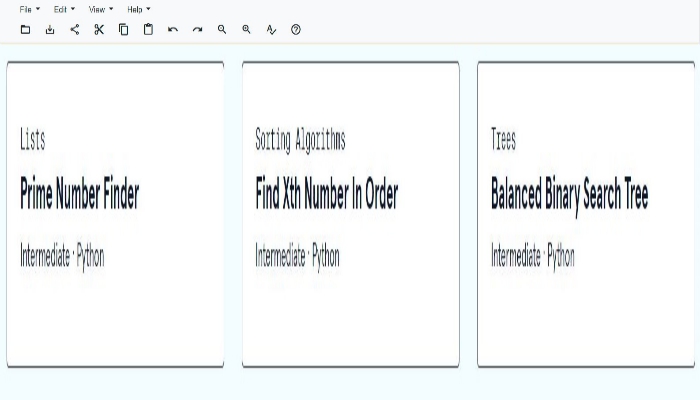 File Edit View Help
Lists
Prime Number Finder
Intermediate · Python
Sorting Algorithms
Find Xth Number In Order
Intermediate · Python
Trees
Balanced Binary Search Tree
Intermediate · Python